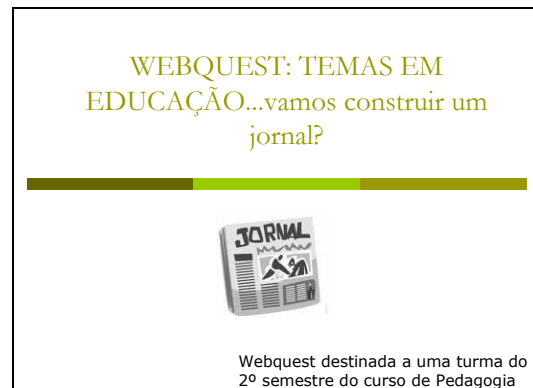 WEBQUEST: TEMAS EM
EDUCAÇÃO...vamos construir um
jornal?
JORNAL
Webquest destinada a uma turma do
2º semestre do curso de Pedagogia